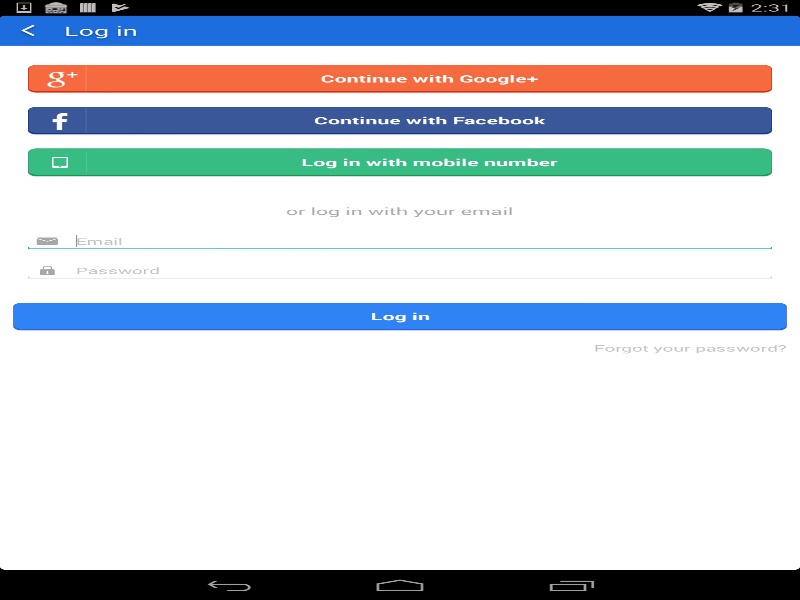 2:31
Log in
g+ Continue with Google+
f Continue with Facebook
Log in with mobile number
or log in with your email
Email
Password
Log in
Forgot your password?